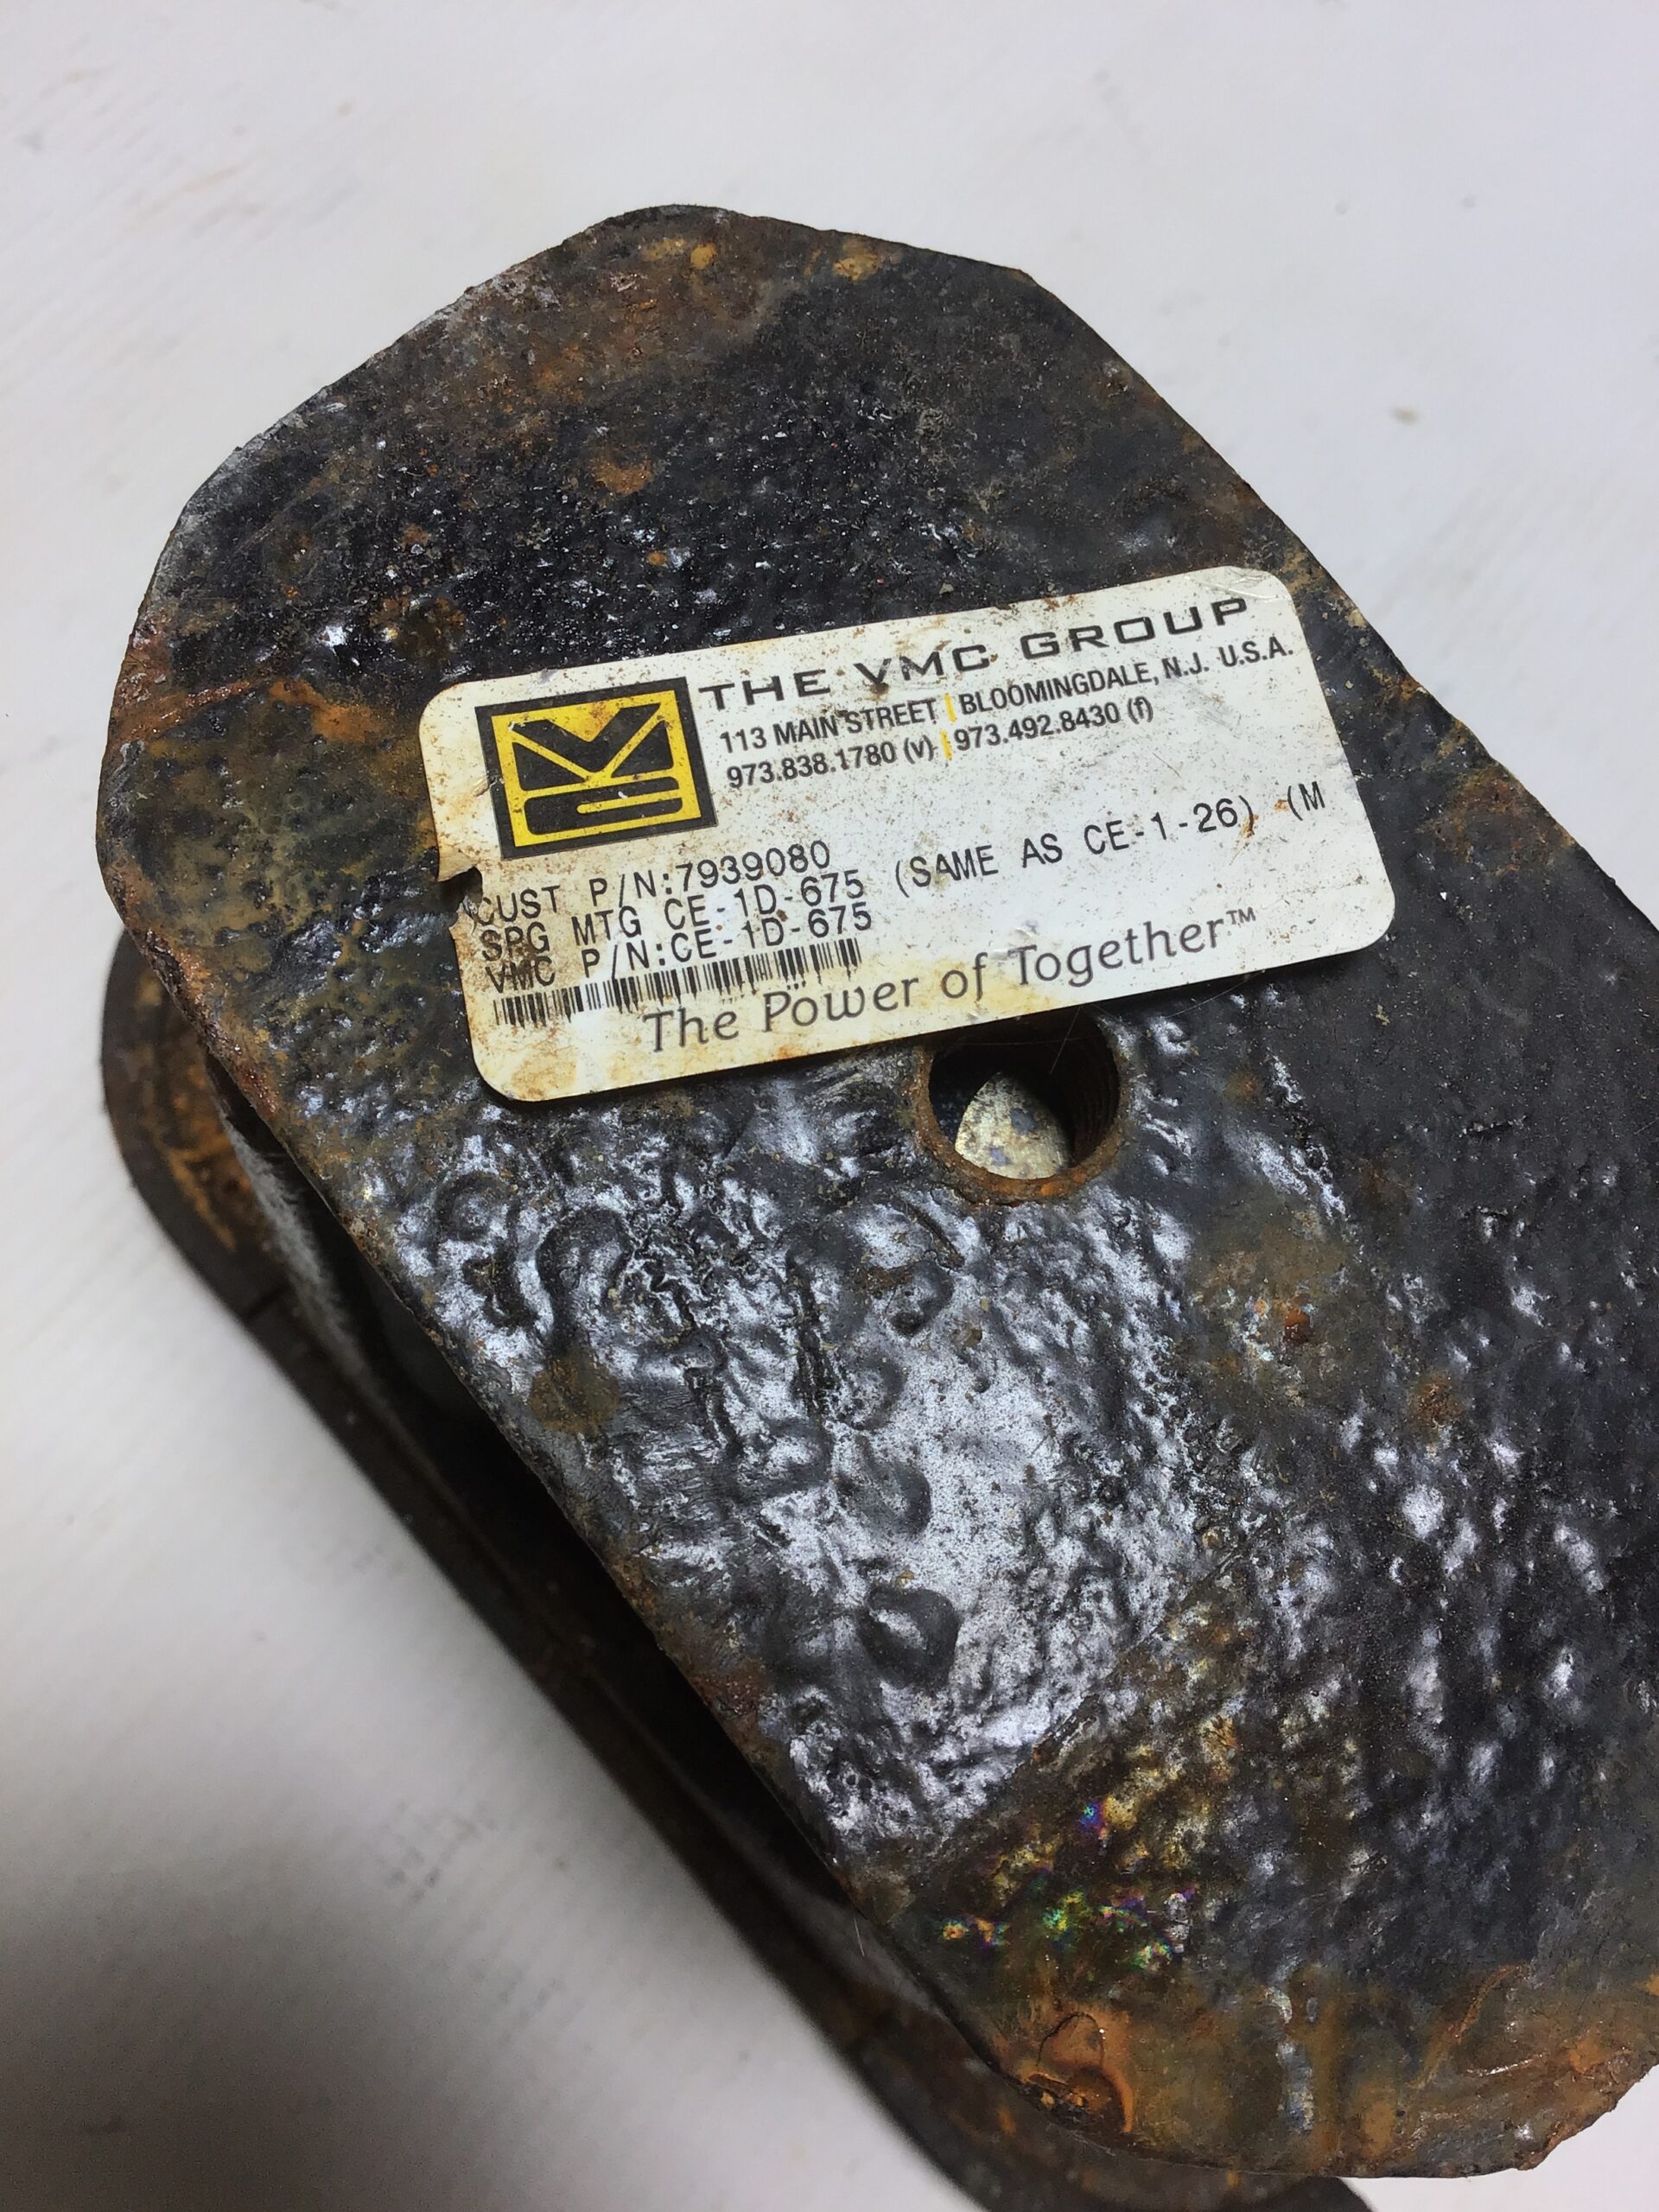 THE VMC GROUP
113 MAIN STREET | BLOOMINGDALE, N.J. U.S.A.
973.838.1780 (v) | 973.492.8430 (f)
CUST P/N:7939080
SPG MTG CE-1D-675 (SAME AS CE-1-26) (M
VMC P/N:CE-1D-675
The Power of Together™